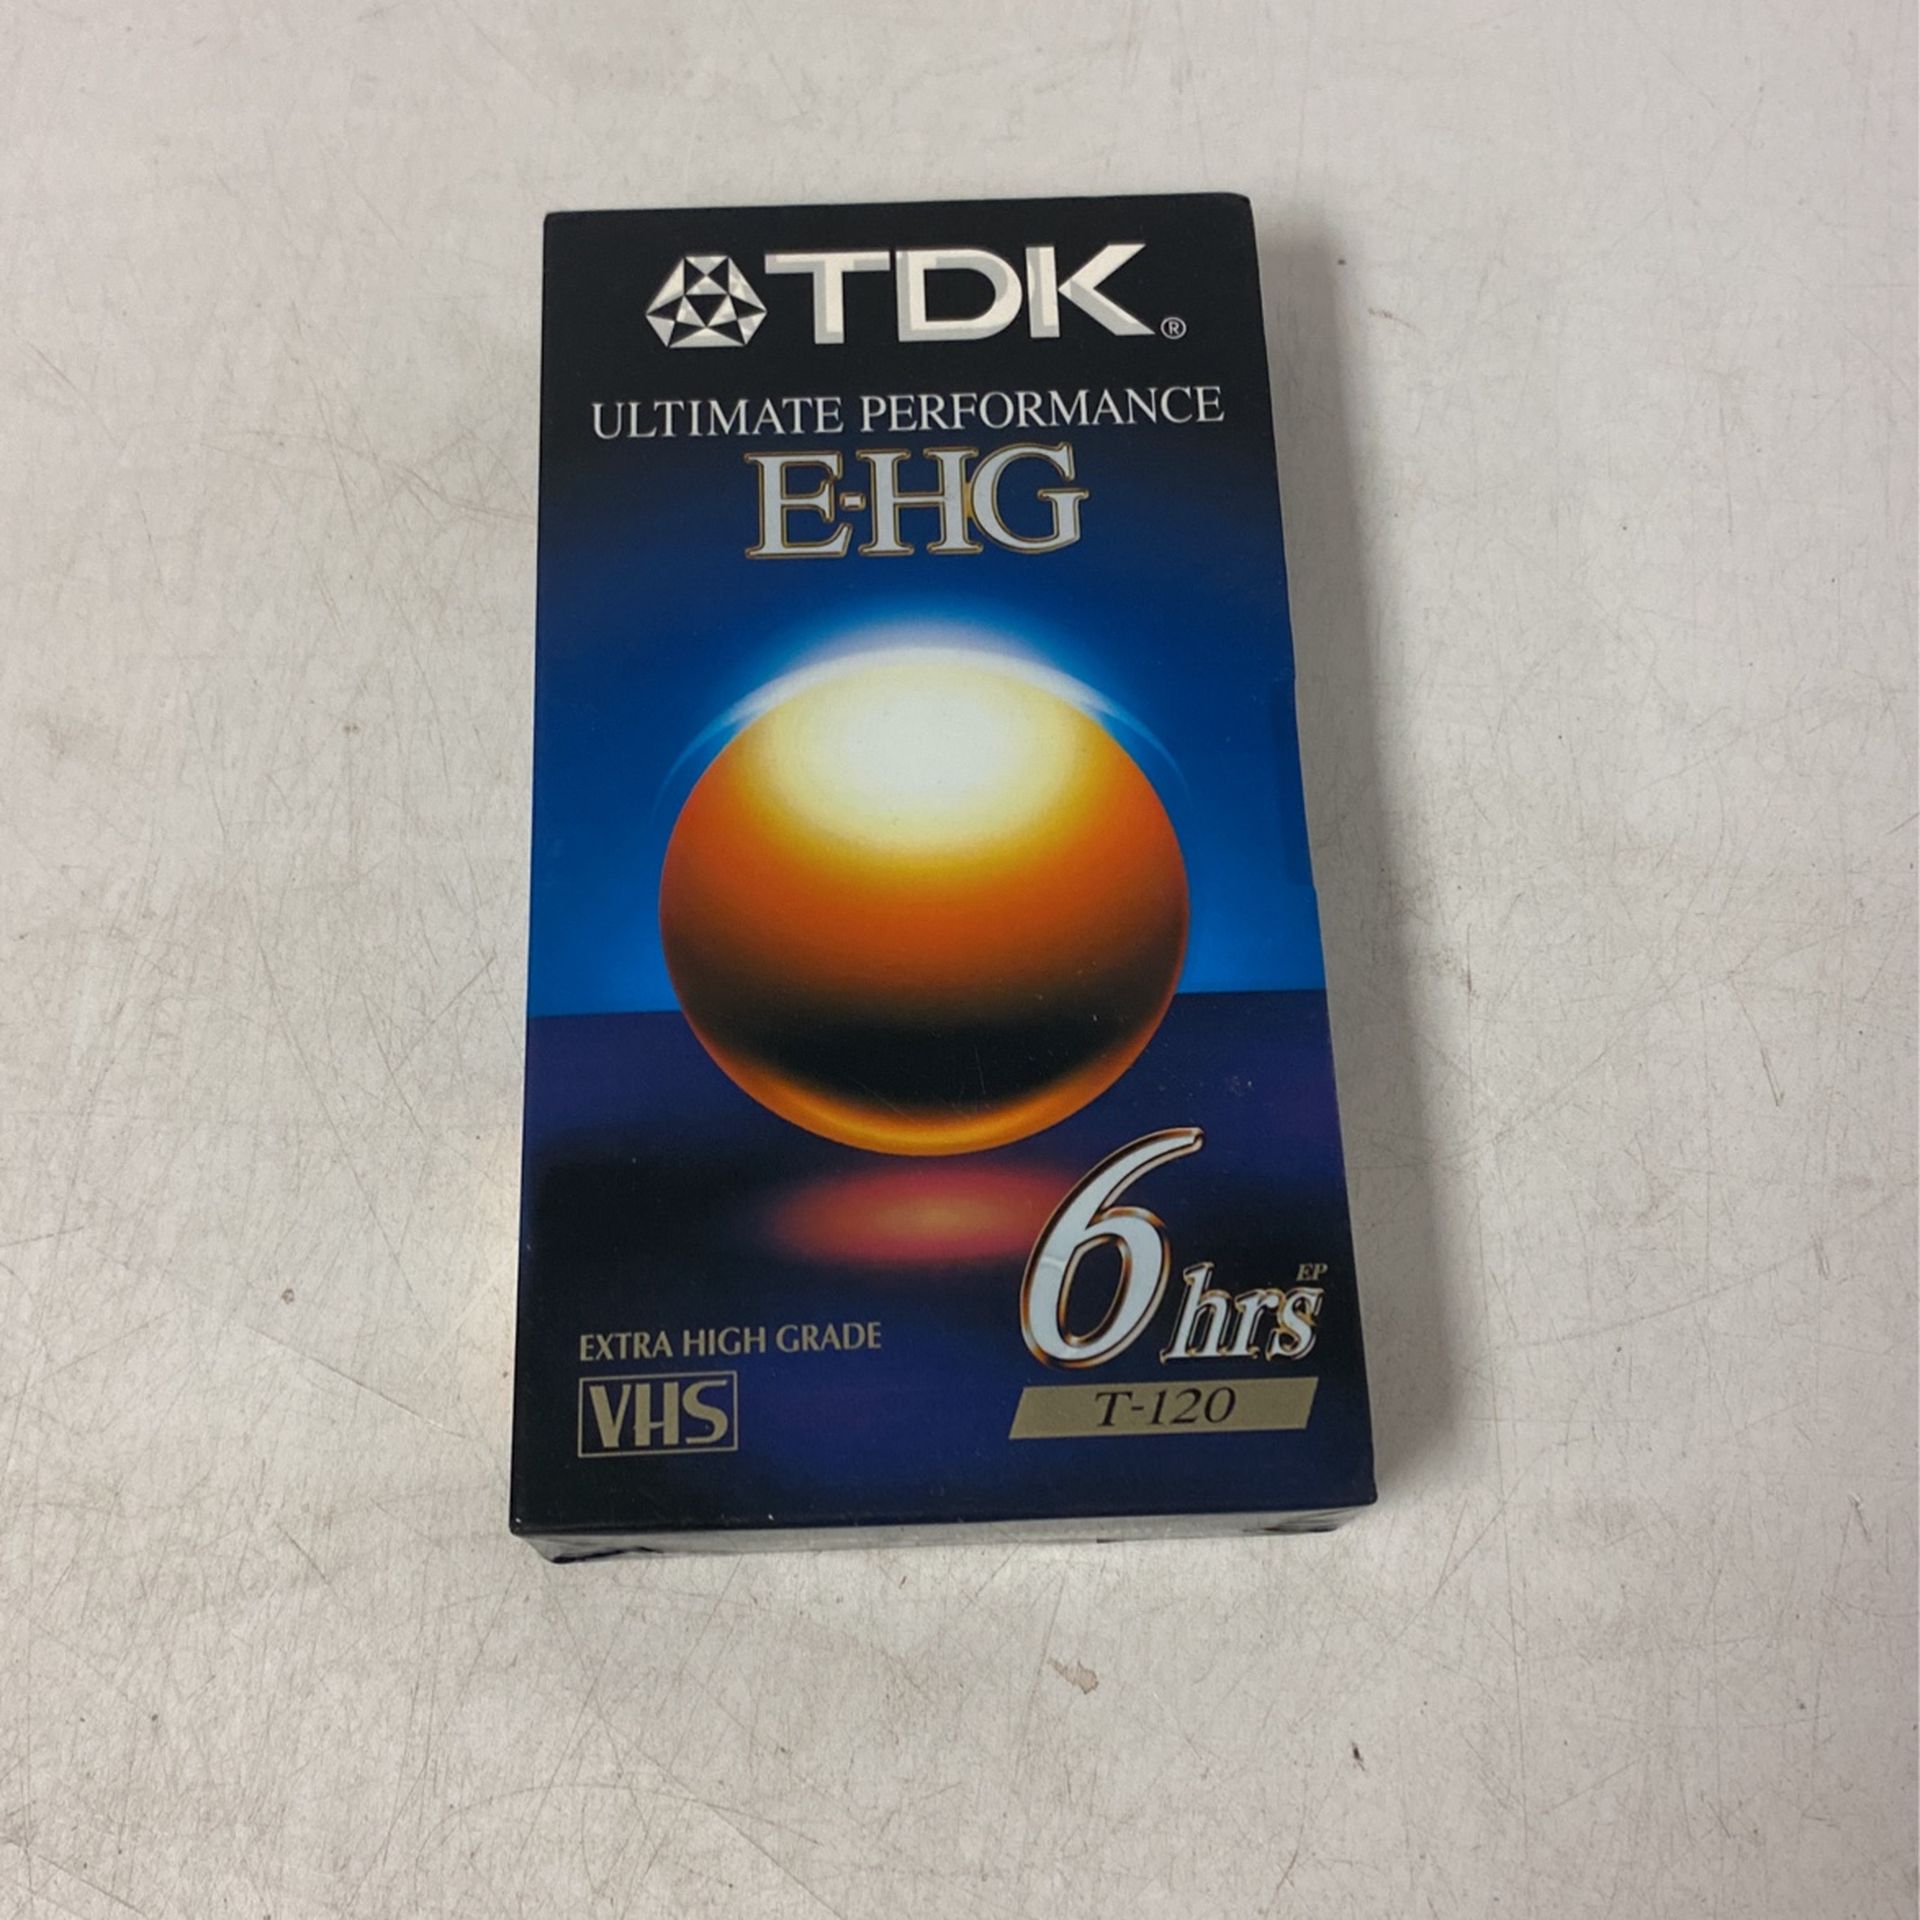 TDK®
ULTIMATE PERFORMANCE
E-HG
6 hrs EP
EXTRA HIGH GRADE
VHS
T-120